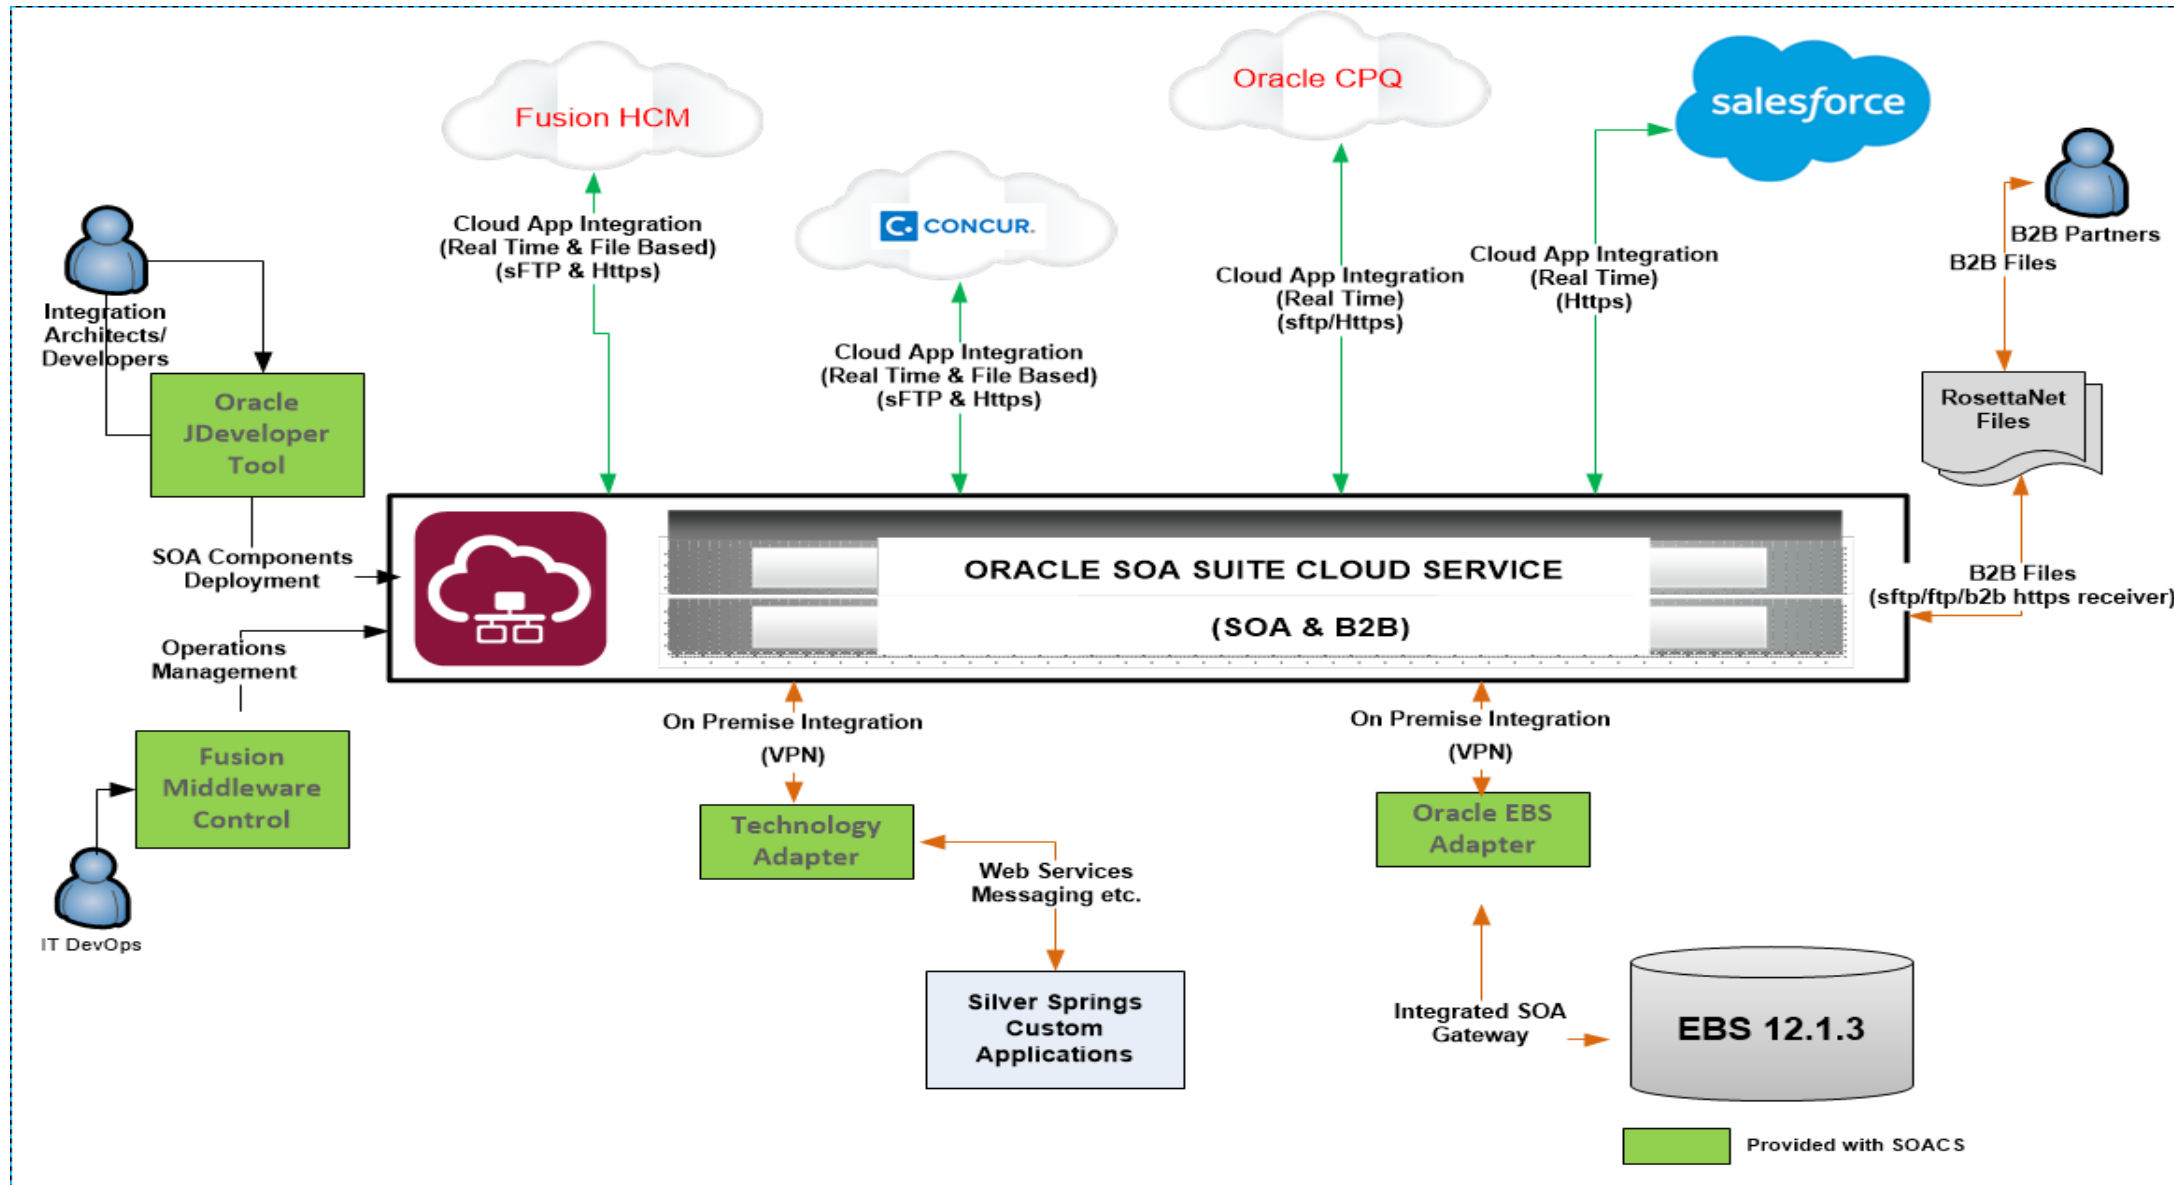 Fusion HCM
Oracle CPQ
salesforce
C. CONCUR.
B2B Partners
B2B Files
Cloud App Integration
(Real Time & File Based)
(sFTP & Https)
Cloud App Integration
(Real Time & File Based)
(sFTP & Https)
Cloud App Integration
(Real Time)
(sftp/Https)
Cloud App Integration
(Real Time)
(Https)
Integration
Architects/
Developers
Oracle
JDeveloper
Tool
RosettaNet
Files
SOA Components
Deployment
ORACLE SOA SUITE CLOUD SERVICE
(SOA & B2B)
B2B Files
(sftp/ftp/b2b https receiver)
Operations
Management
On Premise Integration
(VPN)
On Premise Integration
(VPN)
Fusion
Middleware
Control
IT DevOps
Technology
Adapter
Oracle EBS
Adapter
Web Services
Messaging etc.
Silver Springs
Custom
Applications
Integrated SOA
Gateway
EBS 12.1.3
Provided with SOACS